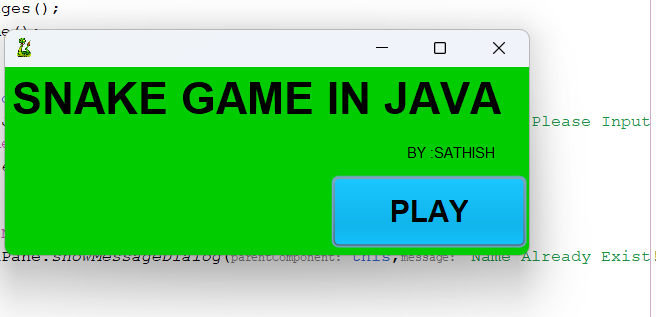 ges();
SNAKE GAME IN JAVA
Please Input
BY :SATHISH
PLAY
Pane.showMessageDialog(parentComponent: this,message: Name Already Exist!